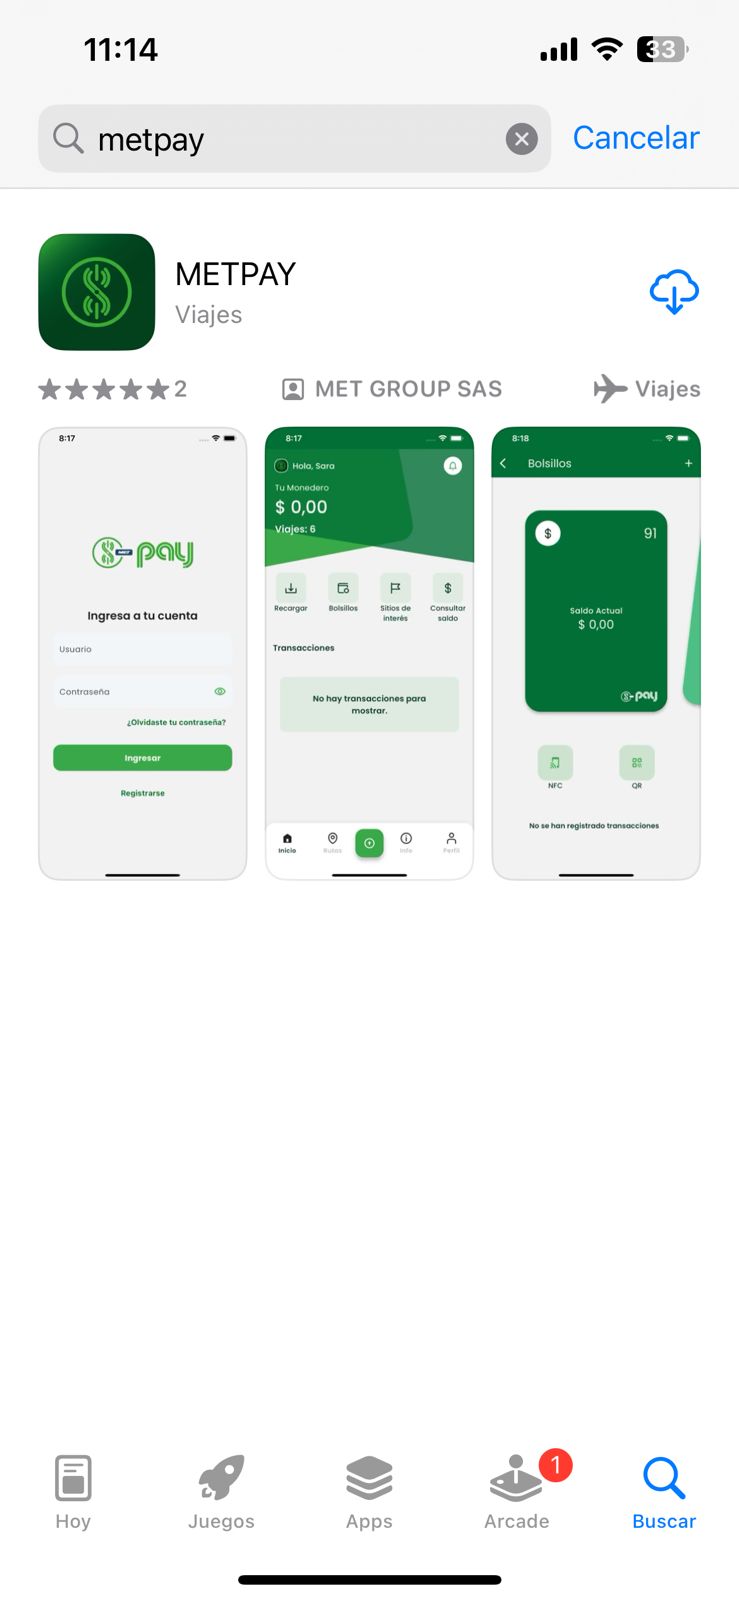 11:14
33
metpay
Cancelar
METPAY
Viajes
2
MET GROUP SAS
Viajes
8:17
MET pay
Ingresa a tu cuenta
Usuario
Contraseña
¿Olvidaste tu contraseña?
Ingresar
Registrarse
8:17
Hola, Sara
Tu Monedero
$ 0,00
Viajes: 6
Recargar
Bolsillos
Sitios de
interés
$
Consultar
saldo
Transacciones
No hay transacciones para
mostrar.
Inicio
Rutas
Info
Perfil
8:18
Bolsillos
+
$
91
Saldo Actual
$ 0,00
pay
NFC
QR
No se han registrado transacciones
Hoy
Juegos
Apps
Arcade
1
Buscar